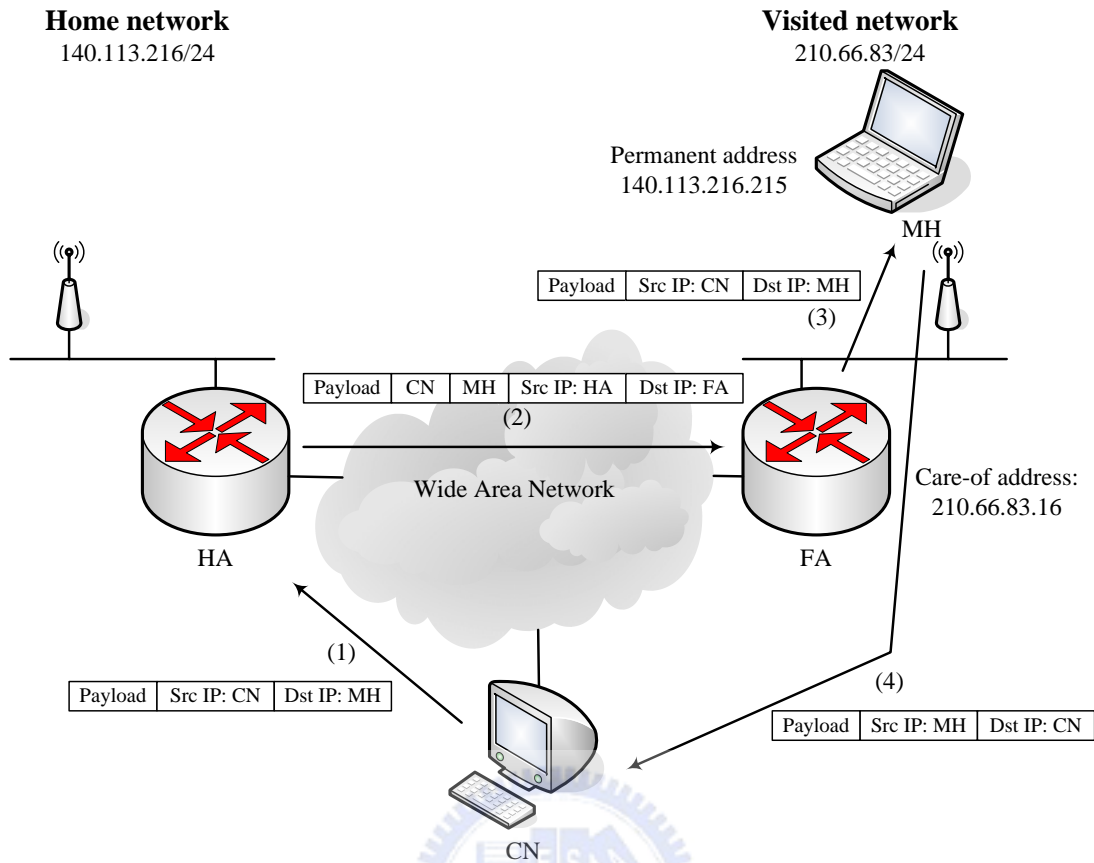 Home network
140.113.216/24
Visited network
210.66.83/24
Permanent address
140.113.216.215
MH
Payload Src IP: CN Dst IP: MH
(3)
Payload CN MH Src IP: HA Dst IP: FA
(2)
Wide Area Network
Care-of address:
210.66.83.16
HA
FA
(1)
Payload Src IP: CN Dst IP: MH
(4)
Payload Src IP: MH Dst IP: CN
CN